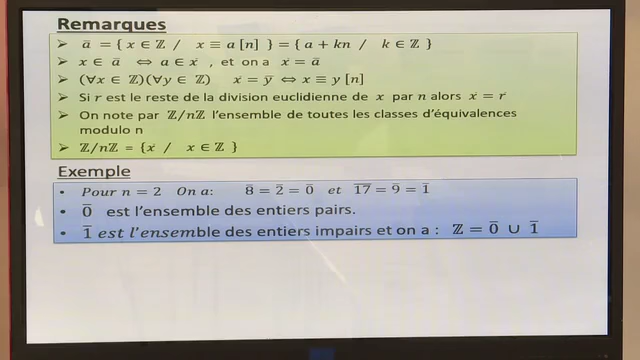 Remarques
➢ ā = { x ∈ ℤ / x ≡ a [n] } = { a + kn / k ∈ ℤ }
➢ x ∈ ā ⇔ a ∈ ẋ , et on a ẋ = ā
➢ (∀x ∈ ℤ)(∀y ∈ ℤ) ẋ = ȳ ⇔ x ≡ y [n]
➢ Si r est le reste de la division euclidienne de x par n alors ẋ = ṙ
➢ On note par ℤ/nℤ l'ensemble de toutes les classes d'équivalences
modulo n
➢ ℤ/nℤ = {ẋ / x ∈ ℤ }
Exemple
• Pour n = 2 On a: 8̅ = 2̅ = 0̅ et 1̅7̅ = 9̅ = 1̅
• 0̅ est l'ensemble des entiers pairs.
• 1̅ est l'ensemble des entiers impairs et on a : ℤ = 0̅ ∪ 1̅